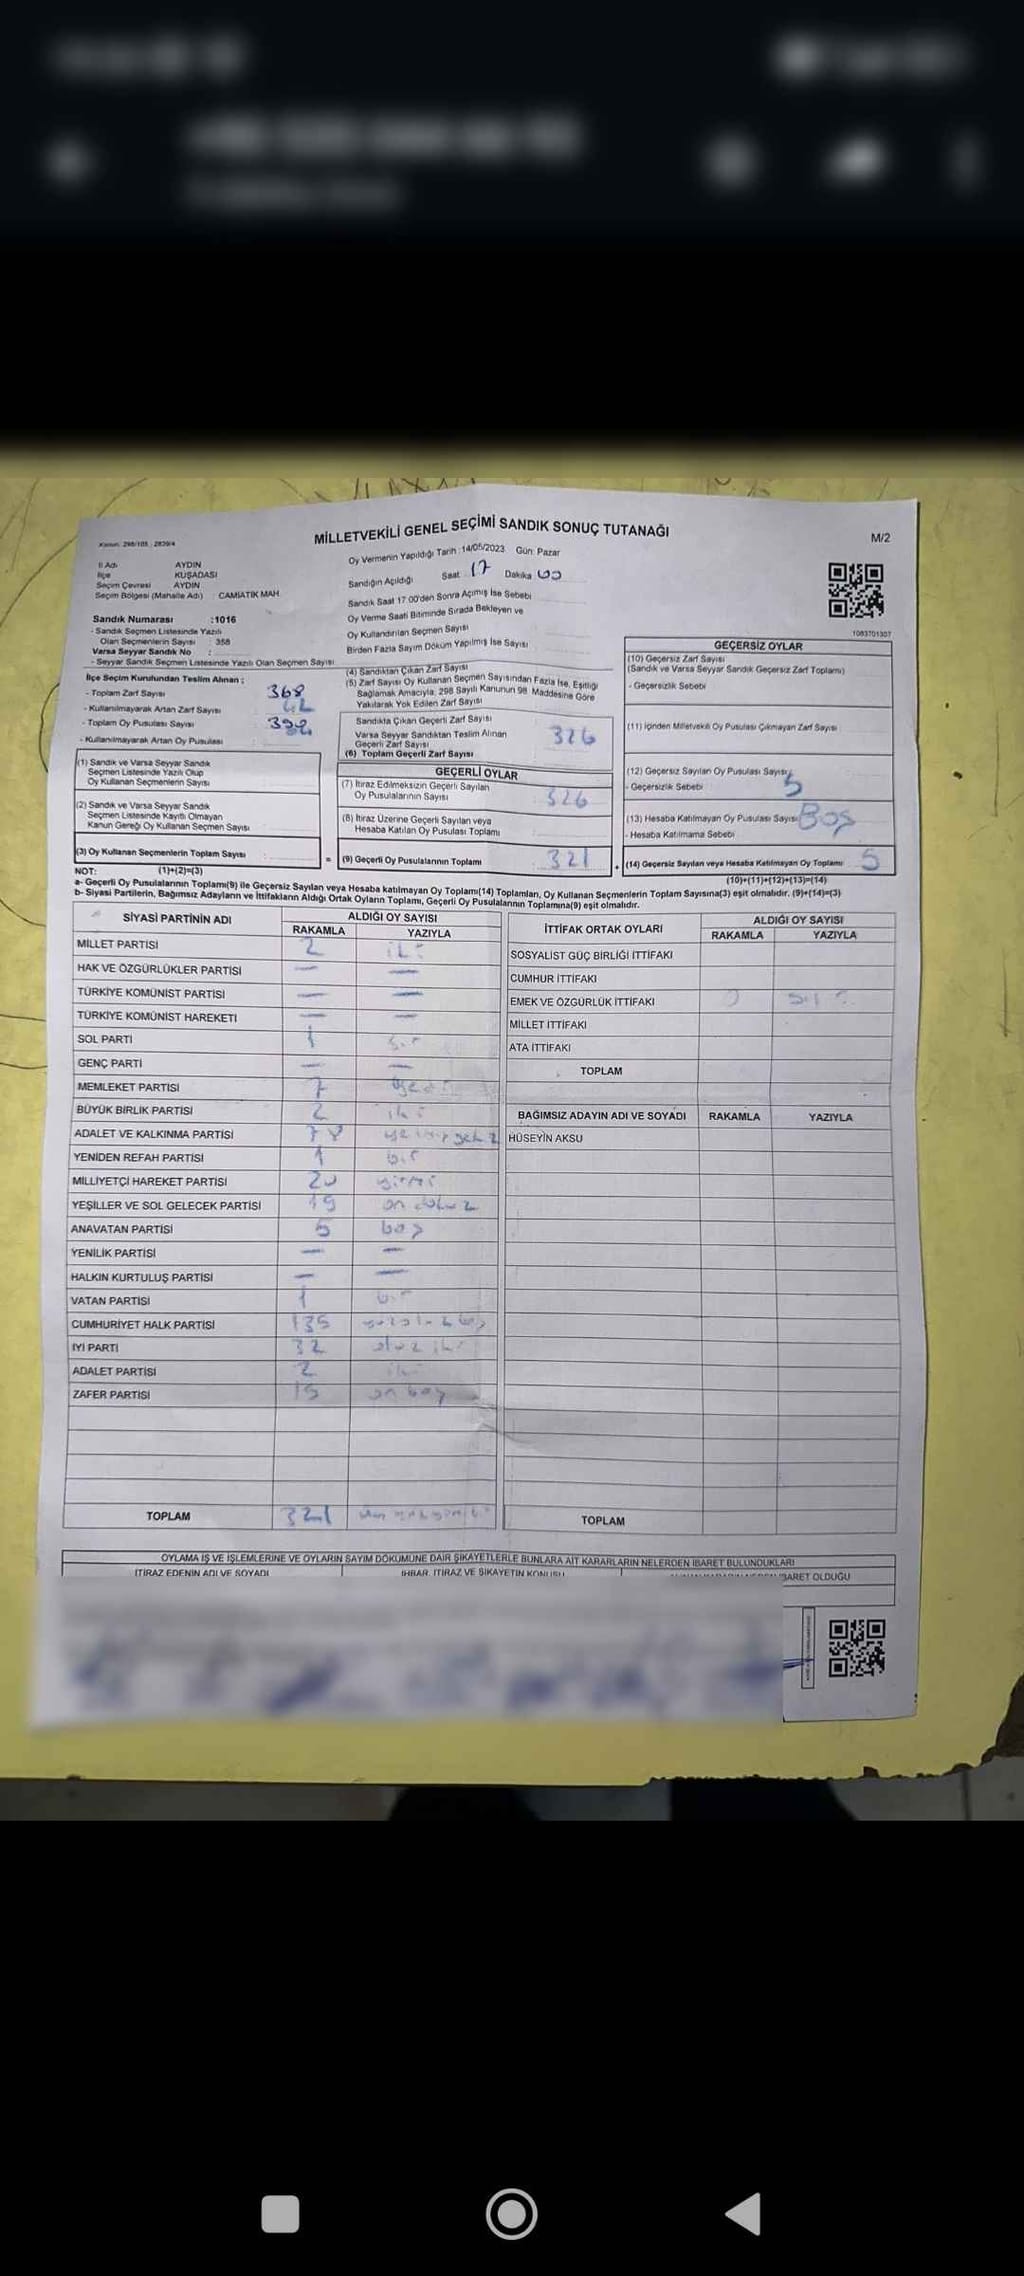 MİLLETVEKİLİ GENEL SEÇİMİ SANDIK SONUÇ TUTANAĞI
M/2
İl Adı AYDIN
İlçe KUŞADASI
Seçim Çevresi AYDIN
Seçim Bölgesi (Mahalle Adı) : CAMİATİK MAH.
Oy Vermenin Yapıldığı Tarih :14/05/2023 Gün: Pazar
Sandığın Açıldığı Saat 17 Dakika 00
Sandık Saat 17.00'den Sonra Açımış İse Sebebi
Oy Verme Saati Bitiminde Sırada Bekleyen ve
Oy Kullandırılan Seçmen Sayısı
Birden Fazla Sayım Döküm Yapılmış İse Sayısı
Sandık Numarası :1016
- Sandık Seçmen Listesinde Yazılı
Olan Seçmenlerin Sayısı : 358
Varsa Seyyar Sandık No :
- Seyyar Sandık Seçmen Listesinde Yazılı Olan Seçmen Sayısı
1083701307
İlçe Seçim Kurulundan Teslim Alınan :
- Toplam Zarf Sayısı 368
- Kullanılmayarak Artan Zarf Sayısı 42
- Toplam Oy Pusulası Sayısı
- Kullanılmayarak Artan Oy Pusulası
(1) Sandık ve Varsa Seyyar Sandık
Seçmen Listesinde Yazılı Olup
Oy Kullanan Seçmenlerin Sayısı
(2) Sandık ve Varsa Seyyar Sandık
Seçmen Listesinde Kayıtlı Olmayan
Kanun Gereği Oy Kullanan Seçmen Sayısı
(3) Oy Kullanan Seçmenlerin Toplam Sayısı
(1)+(2)=(3)
(4) Sandıktan Çıkan Zarf Sayısı
(5) Zarf Sayısı Oy Kullanan Seçmen Sayısından Fazla İse, Eşitliği
Sağlamak Amacıyla, 298 Sayılı Kanunun 98. Maddesine Göre
Yakılarak Yok Edilen Zarf Sayısı
Sandıkta Çıkan Geçerli Zarf Sayısı
Varsa Seyyar Sandıktan Teslim Alınan
Geçerli Zarf Sayısı
(6) Toplam Geçerli Zarf Sayısı
326
GEÇERLİ OYLAR
(7) İtiraz Edilmeksizin Geçerli Sayılan
Oy Pusulalarının Sayısı 326
(8) İtiraz Üzerine Geçerli Sayılan veya
Hesaba Katılan Oy Pusulası Toplamı
= (9) Geçerli Oy Pusulalarının Toplamı 321
GEÇERSİZ OYLAR
(10) Geçersiz Zarf Sayısı
(Sandık ve Varsa Seyyar Sandık Geçersiz Zarf Toplamı)
- Geçersizlik Sebebi
(11) İçinden Milletvekili Oy Pusulası Çıkmayan Zarf Sayısı
(12) Geçersiz Sayılan Oy Pusulası Sayısı 5
- Geçersizlik Sebebi
(13) Hesaba Katılmayan Oy Pusulası Sayısı Boş
- Hesaba Katılmama Sebebi
+ (14) Geçersiz Sayılan veya Hesaba Katılmayan Oy Toplamı 5
(10)+(11)+(12)+(13)=(14)
NOT:
a- Geçerli Oy Pusulalarının Toplamı(9) ile Geçersiz Sayılan veya Hesaba katılmayan Oy Toplamı(14) Toplamları, Oy Kullanan Seçmenlerin Toplam Sayısına(3) eşit olmalıdır. (9)+(14)=(3)
b- Siyasi Partilerin, Bağımsız Adayların ve İttifakların Aldığı Ortak Oyların Toplamı, Geçerli Oy Pusulalarının Toplamına(9) eşit olmalıdır.
SİYASİ PARTİNİN ADI ALDIĞI OY SAYISI
RAKAMLA YAZIYLA
MİLLET PARTİSİ 2 iki
HAK VE ÖZGÜRLÜKLER PARTİSİ — —
TÜRKİYE KOMÜNİST PARTİSİ — —
TÜRKİYE KOMÜNİST HAREKETİ — —
SOL PARTİ 1 bir
GENÇ PARTİ — —
MEMLEKET PARTİSİ 7 yedi
BÜYÜK BİRLİK PARTİSİ 2 iki
ADALET VE KALKINMA PARTİSİ 78
YENİDEN REFAH PARTİSİ 1 bir
MİLLİYETÇİ HAREKET PARTİSİ 20 yirmi
YEŞİLLER VE SOL GELECEK PARTİSİ 19 on dokuz
ANAVATAN PARTİSİ 5 beş
YENİLİK PARTİSİ — —
HALKIN KURTULUŞ PARTİSİ — —
VATAN PARTİSİ 1 bir
CUMHURİYET HALK PARTİSİ 135
İYİ PARTİ 32 otuz iki
ADALET PARTİSİ 2 iki
ZAFER PARTİSİ 15 on beş
TOPLAM 321
İTTİFAK ORTAK OYLARI ALDIĞI OY SAYISI
RAKAMLA YAZIYLA
SOSYALİST GÜÇ BİRLİĞİ İTTİFAKI
CUMHUR İTTİFAKI
EMEK VE ÖZGÜRLÜK İTTİFAKI
MİLLET İTTİFAKI
ATA İTTİFAKI
TOPLAM
BAĞIMSIZ ADAYIN ADI VE SOYADI RAKAMLA YAZIYLA
HÜSEYİN AKSU
TOPLAM
OYLAMA İŞ VE İŞLEMLERİNE VE OYLARIN SAYIM DÖKÜMÜNE DAİR ŞİKAYETLERLE BUNLARA AİT KARARLARIN NELERDEN İBARET BULUNDUKLARI
İTİRAZ EDENİN ADI VE SOYADI İHBAR, İTİRAZ VE ŞİKAYETİN KONUSU
OLDUĞU